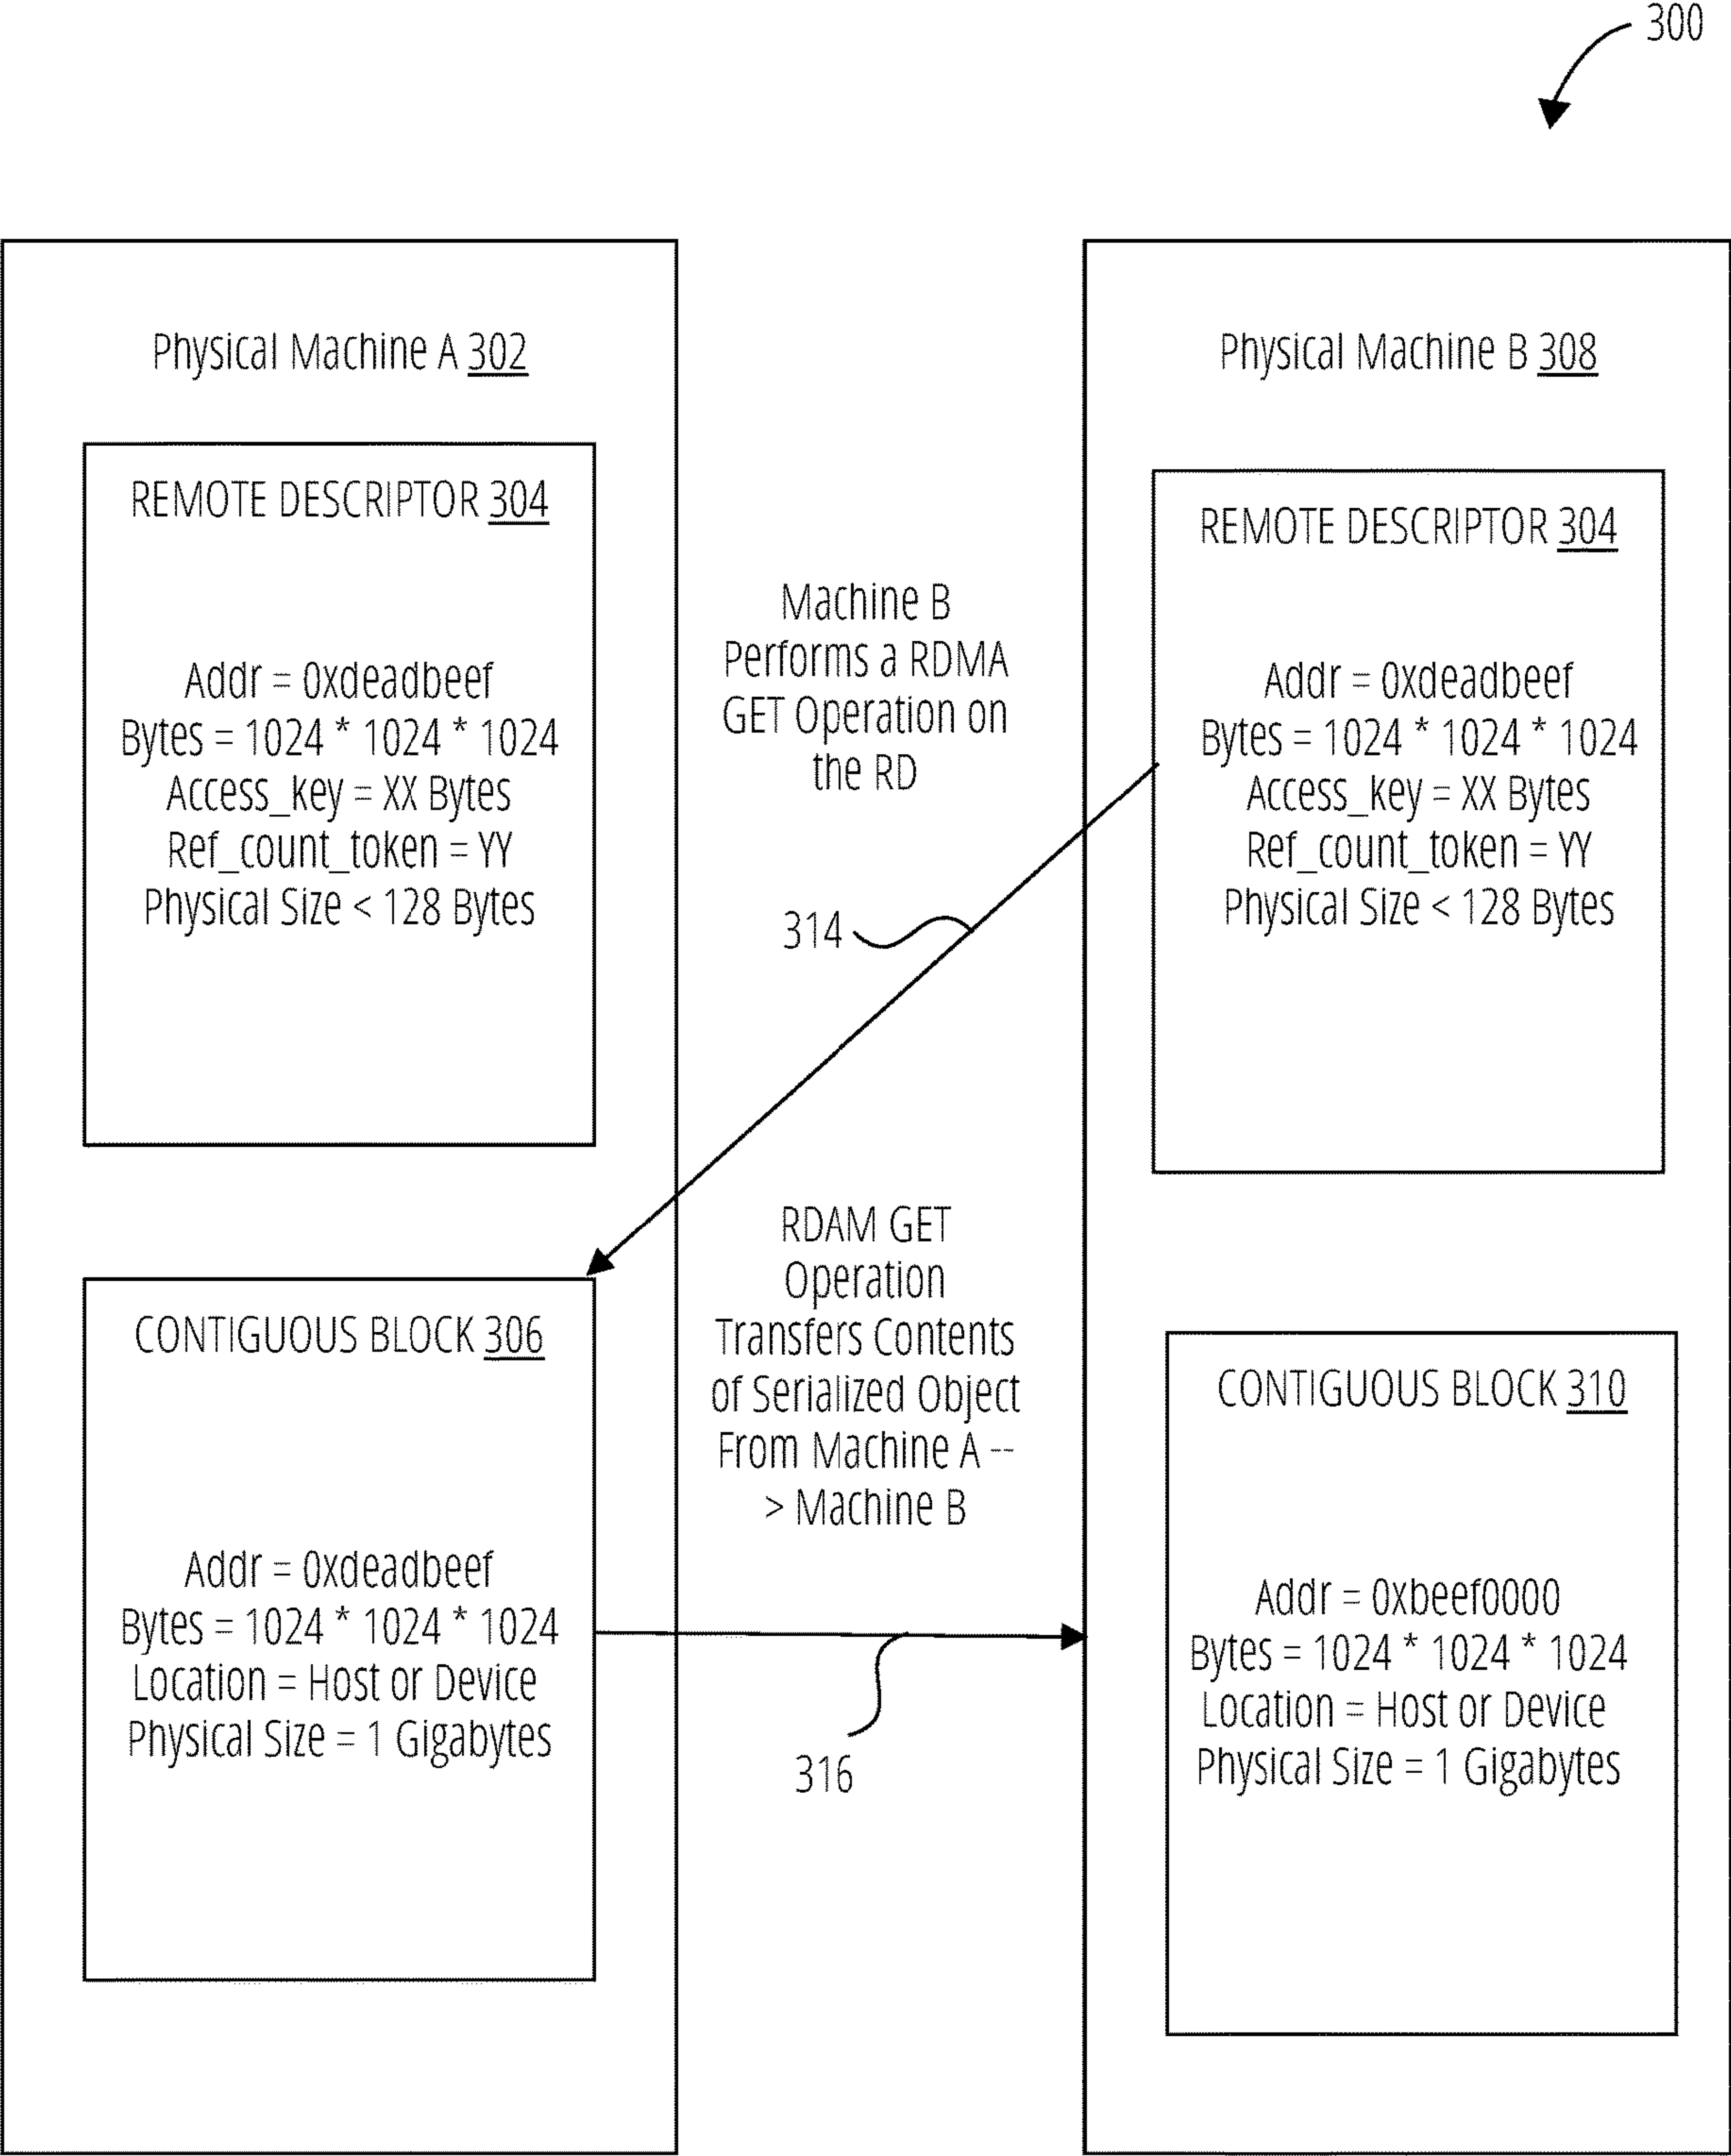 300
Physical Machine A 302
REMOTE DESCRIPTOR 304
Addr = 0xdeadbeef
Bytes = 1024 * 1024 * 1024
Access_key = XX Bytes
Ref_count_token = YY
Physical Size < 128 Bytes
CONTIGUOUS BLOCK 306
Addr = 0xdeadbeef
Bytes = 1024 * 1024 * 1024
Location = Host or Device
Physical Size = 1 Gigabytes
Machine B
Performs a RDMA
GET Operation on
the RD
314
RDAM GET
Operation
Transfers Contents
of Serialized Object
From Machine A --
> Machine B
316
Physical Machine B 308
REMOTE DESCRIPTOR 304
Addr = 0xdeadbeef
Bytes = 1024 * 1024 * 1024
Access_key = XX Bytes
Ref_count_token = YY
Physical Size < 128 Bytes
CONTIGUOUS BLOCK 310
Addr = 0xbeef0000
Bytes = 1024 * 1024 * 1024
Location = Host or Device
Physical Size = 1 Gigabytes